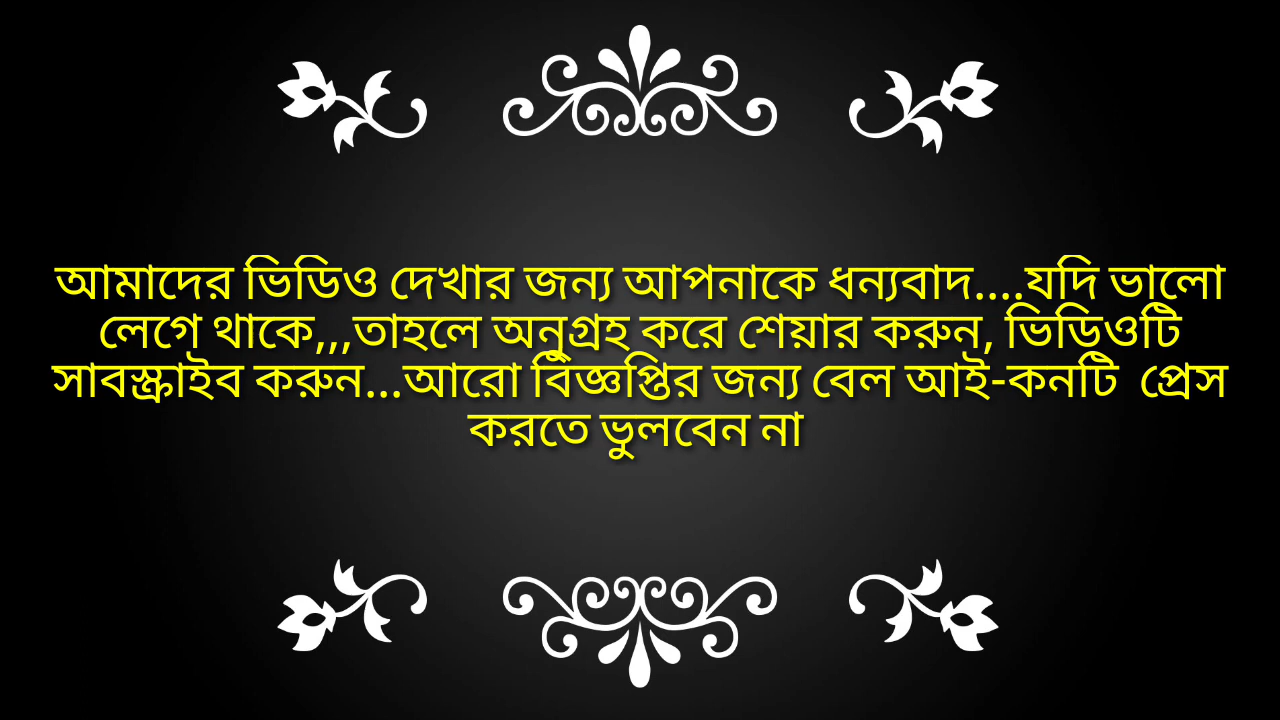 আমাদের ভিডিও দেখার জন্য আপনাকে ধন্যবাদ....যদি ভালো
লেগে থাকে,,,তাহলে অনুগ্রহ করে শেয়ার করুন, ভিডিওটি
সাবস্ক্রাইব করুন...আরো বিজ্ঞপ্তির জন্য বেল আই-কনটি প্রেস
করতে ভুলবেন না